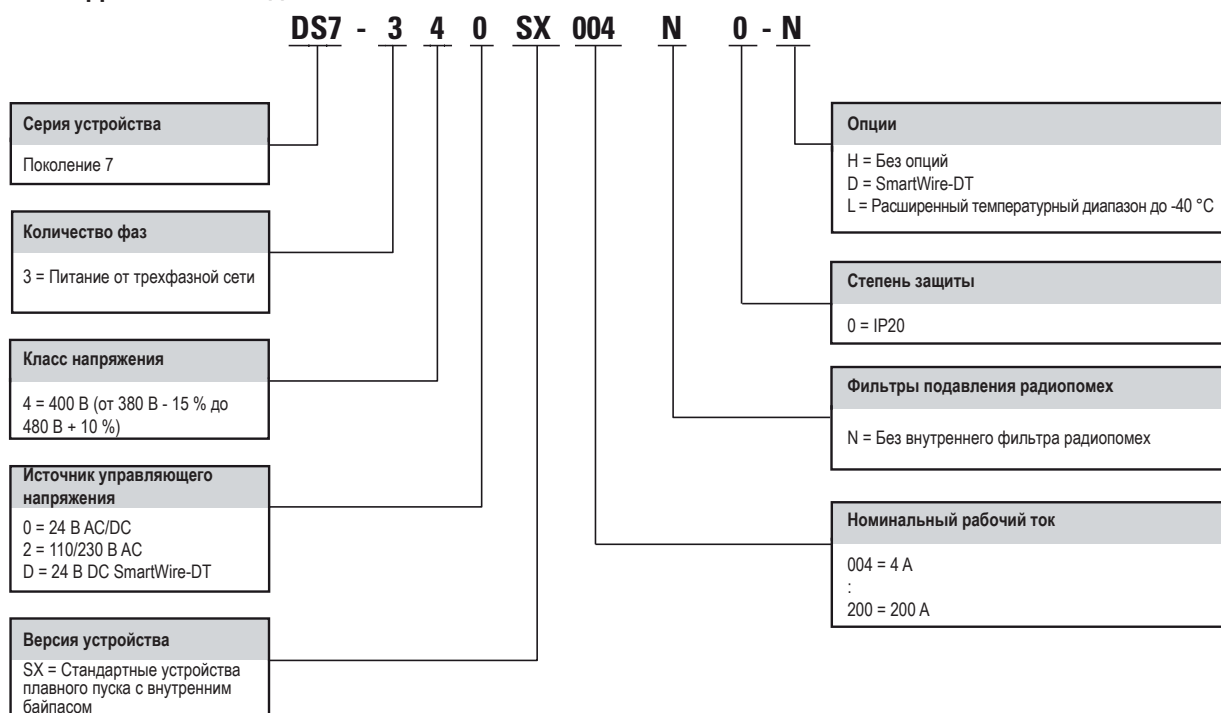 DS7 - 3 4 0 SX 004 N 0 - N
Серия устройства
Поколение 7
Количество фаз
3 = Питание от трехфазной сети
Класс напряжения
4 = 400 В (от 380 В - 15 % до
480 В + 10 %)
Источник управляющего
напряжения
0 = 24 В AC/DC
2 = 110/230 В AC
D = 24 В DC SmartWire-DT
Версия устройства
SX = Стандартные устройства
плавного пуска с внутренним
байпасом
Опции
Н = Без опций
D = SmartWire-DT
L = Расширенный температурный диапазон до -40 °C
Степень защиты
0 = IP20
Фильтры подавления радиопомех
N = Без внутреннего фильтра радиопомех
Номинальный рабочий ток
004 = 4 A
:
200 = 200 A